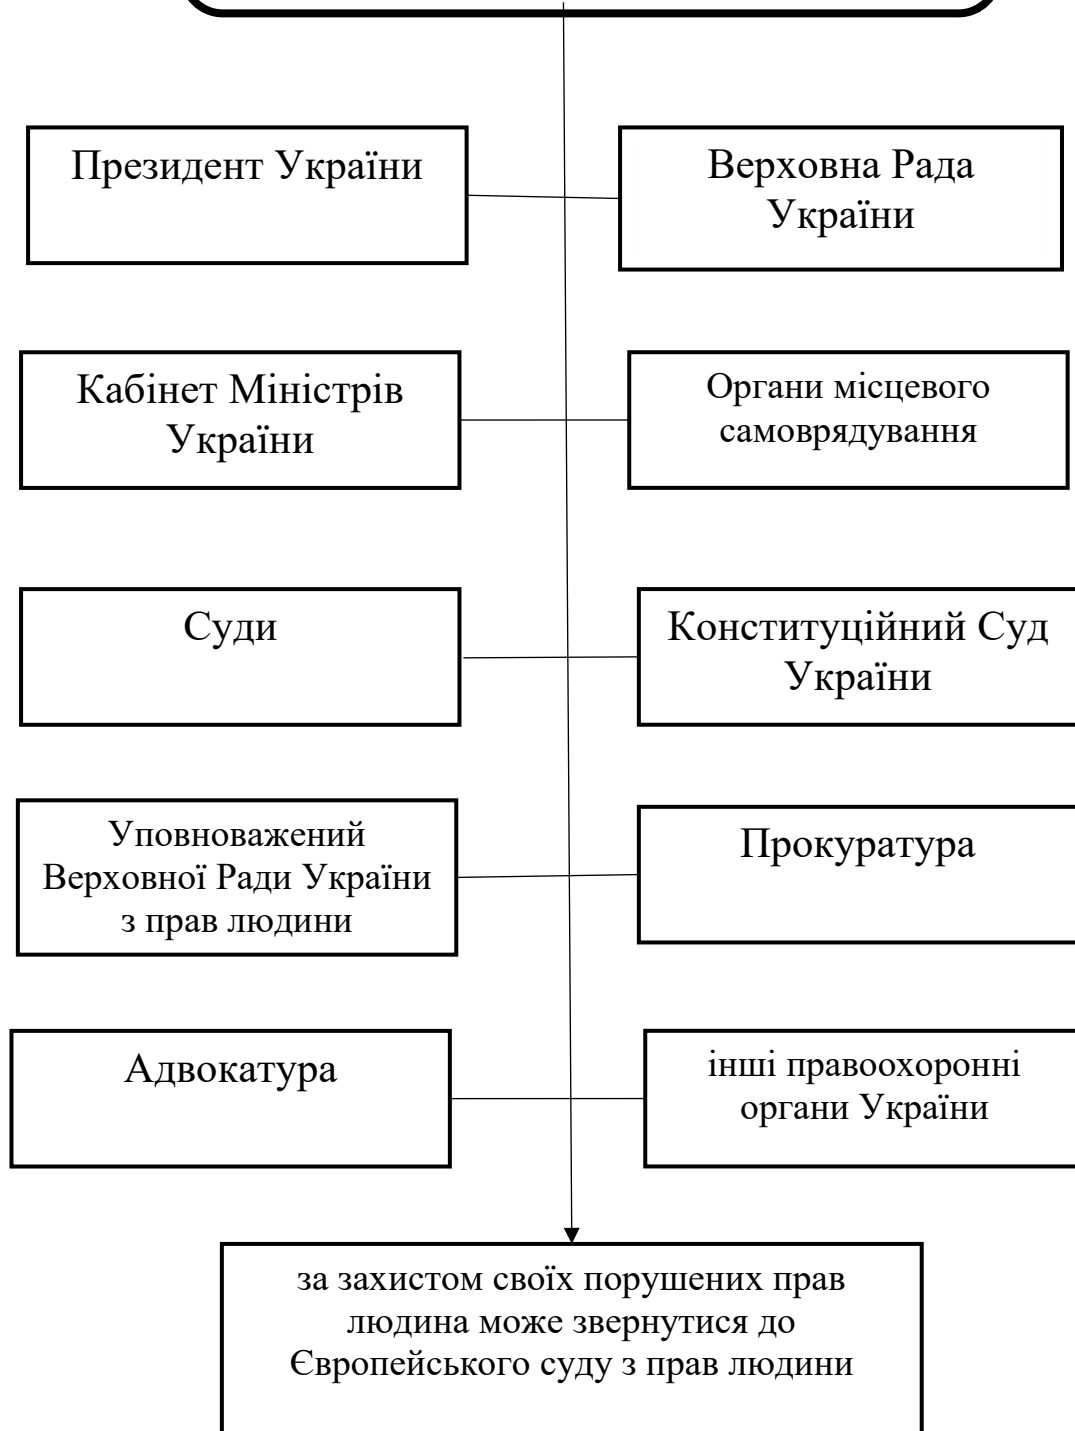 Президент України
Верховна Рада
України
Кабінет Міністрів
України
Органи місцевого
самоврядування
Суди
Конституційний Суд
України
Уповноважений
Верховної Ради України
з прав людини
Прокуратура
Адвокатура
інші правоохоронні
органи України
за захистом своїх порушених прав
людина може звернутися до
Європейського суду з прав людини